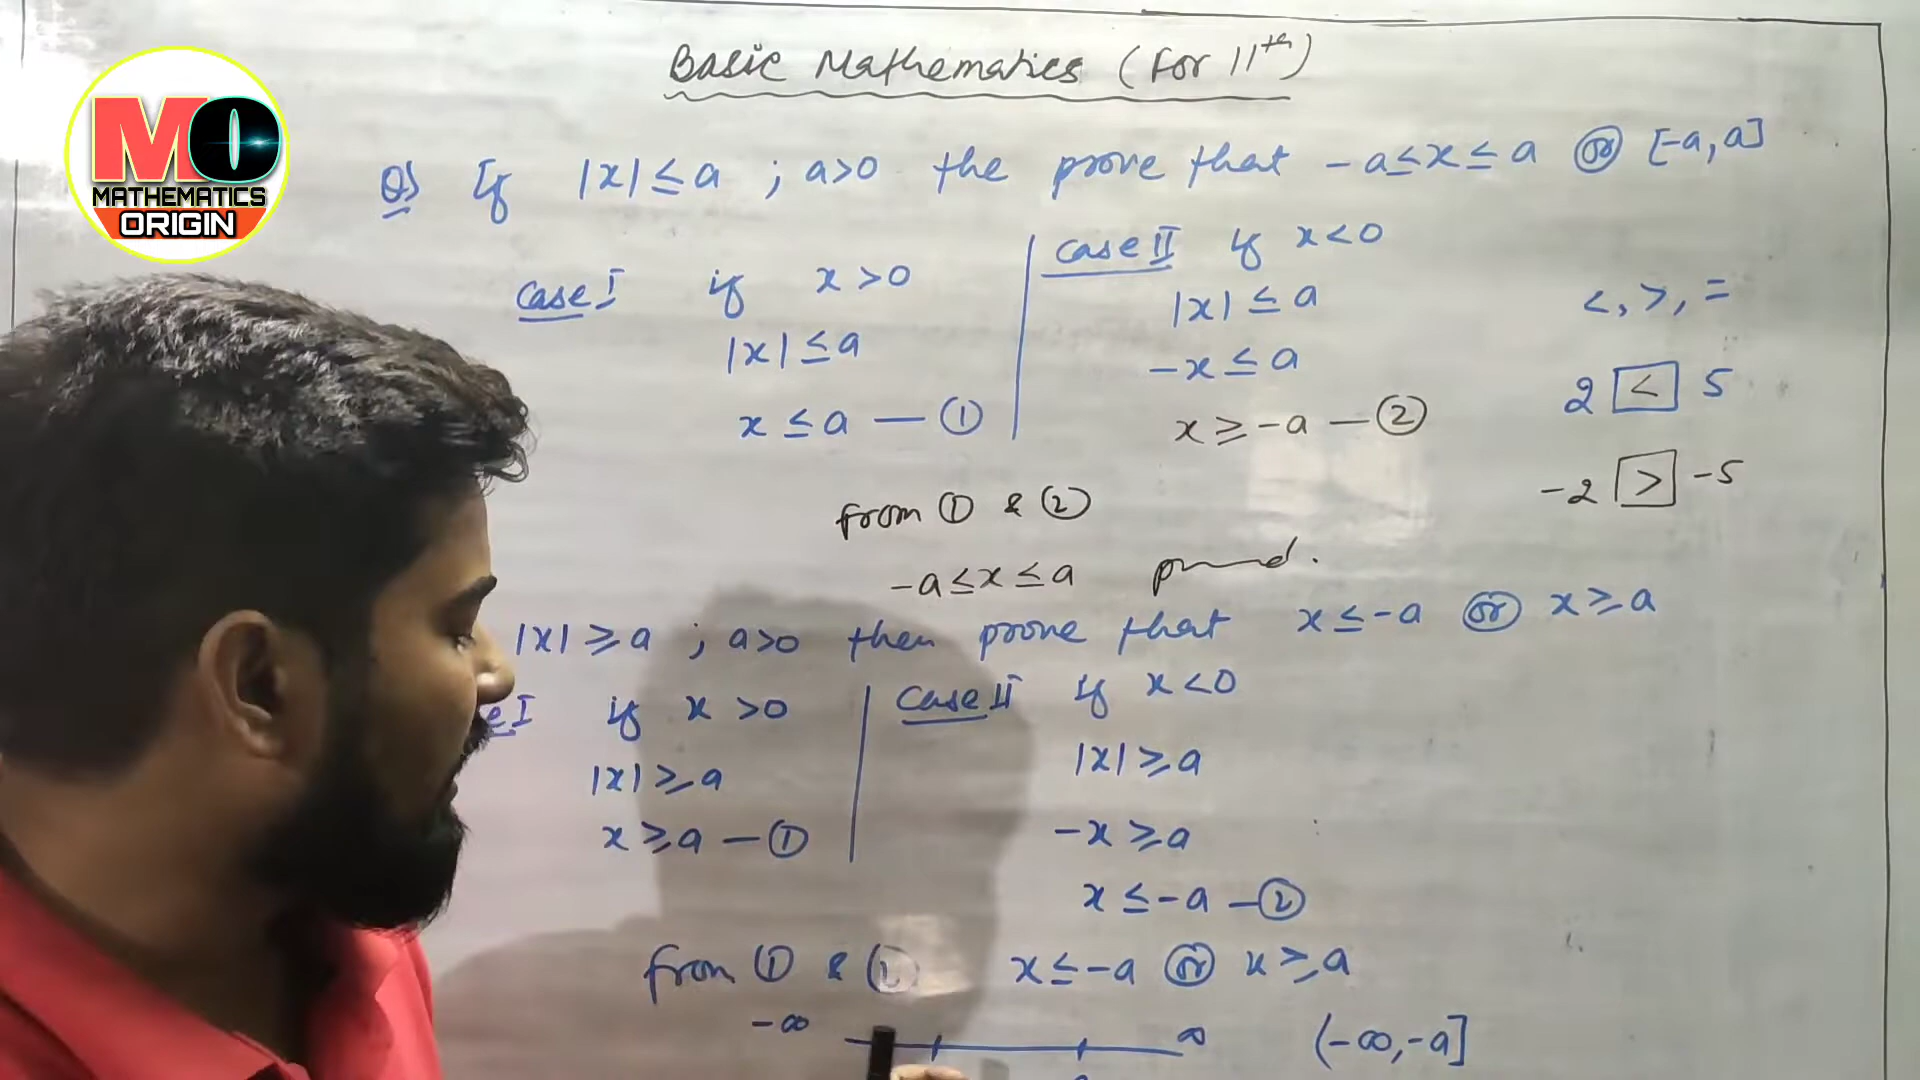 Basic Mathematics (For 11th)
MO
MATHEMATICS
ORIGIN
Q) If |x| ≤ a ; a>0 the prove that -a≤x≤a or [-a, a]
Case I if x>0
|x| ≤ a
x ≤ a — ①
Case II if x<0
|x| ≤ a
-x ≤ a
x ≥ -a — ②
<, >, =
2 < 5
-2 > -5
from ① & ②
-a≤x≤a proved.
|x| ≥ a ; a>0 then prove that x≤-a or x≥a
e I if x>0
|x| ≥ a
x ≥ a — ①
Case II if x<0
|x| ≥ a
-x ≥ a
x ≤ -a — ②
from ① & ② x≤-a or x≥a
-∞ ∞ (-∞, -a]